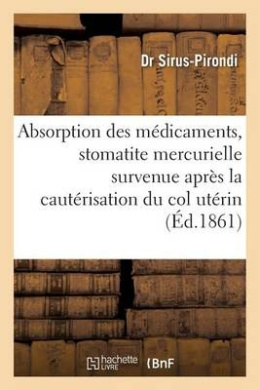 Dr Sirus-Pirondi
Absorption des médicaments,
stomatite mercurielle
survenue après la
cautérisation du col utérin
(Éd.1861)
hachette
LIVRE
{BnF